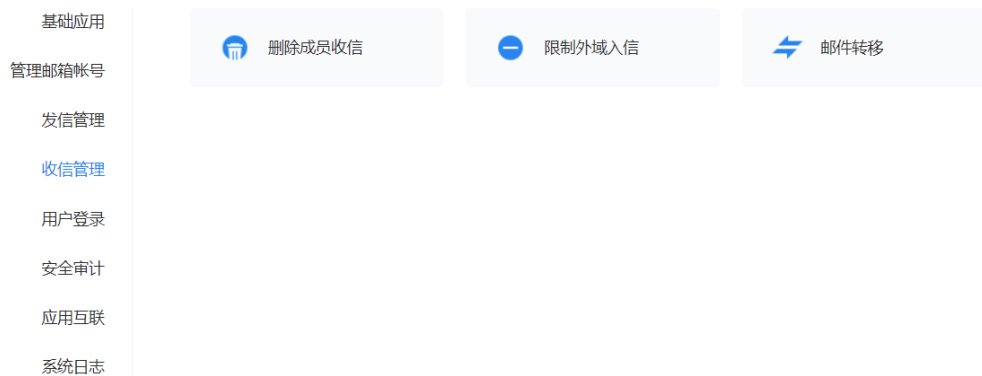 基础应用
管理邮箱帐号
发信管理
收信管理
用户登录
安全审计
应用互联
系统日志
删除成员收信
限制外域入信
邮件转移